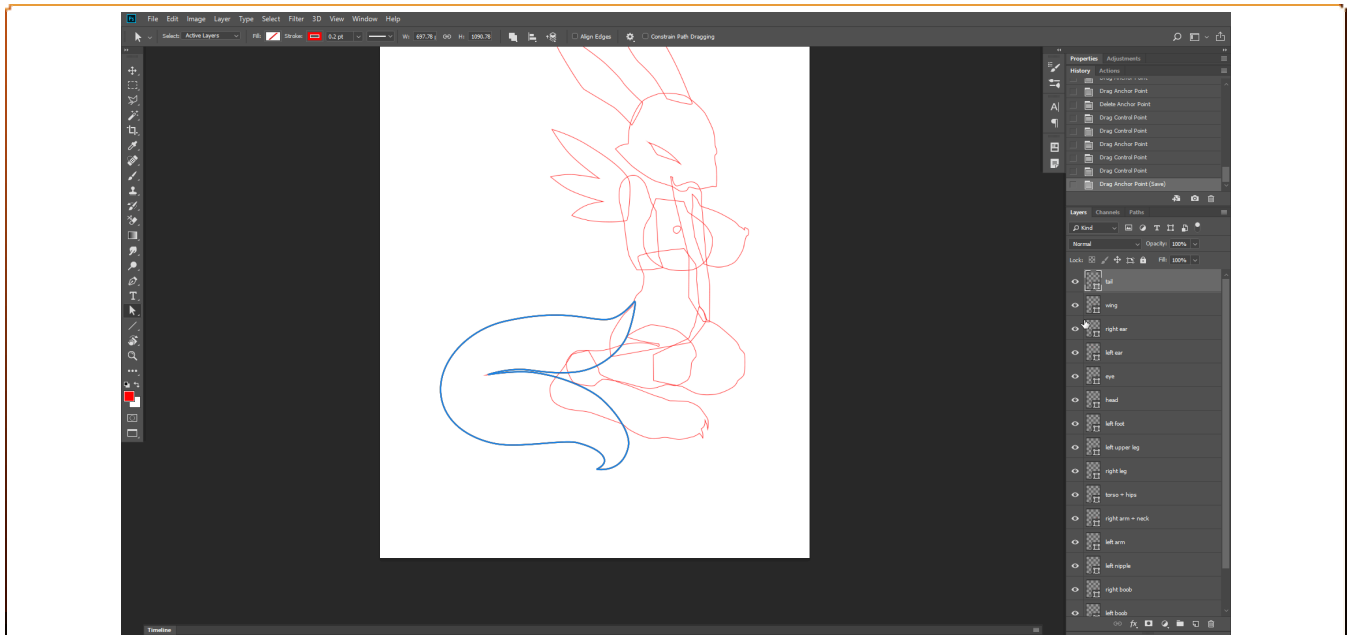 Ps File Edit Image Layer Type Select Filter 3D View Window Help
Select: Active Layers Fill: Stroke: 0.2 pt W: 697.78 H: 1090.78 Align Edges Constrain Path Dragging
Properties Adjustments
History Actions
Drag Anchor Point
Delete Anchor Point
Drag Control Point
Drag Control Point
Drag Anchor Point
Drag Control Point
Drag Control Point
Drag Anchor Point (Save)
Layers Channels Paths
Kind
Normal Opacity: 100%
Lock: Fill: 100%
tail
wing
right ear
left ear
eye
head
left foot
left upper leg
right leg
torso + hips
right arm + neck
left arm
left nipple
right boob
left boob
Timeline